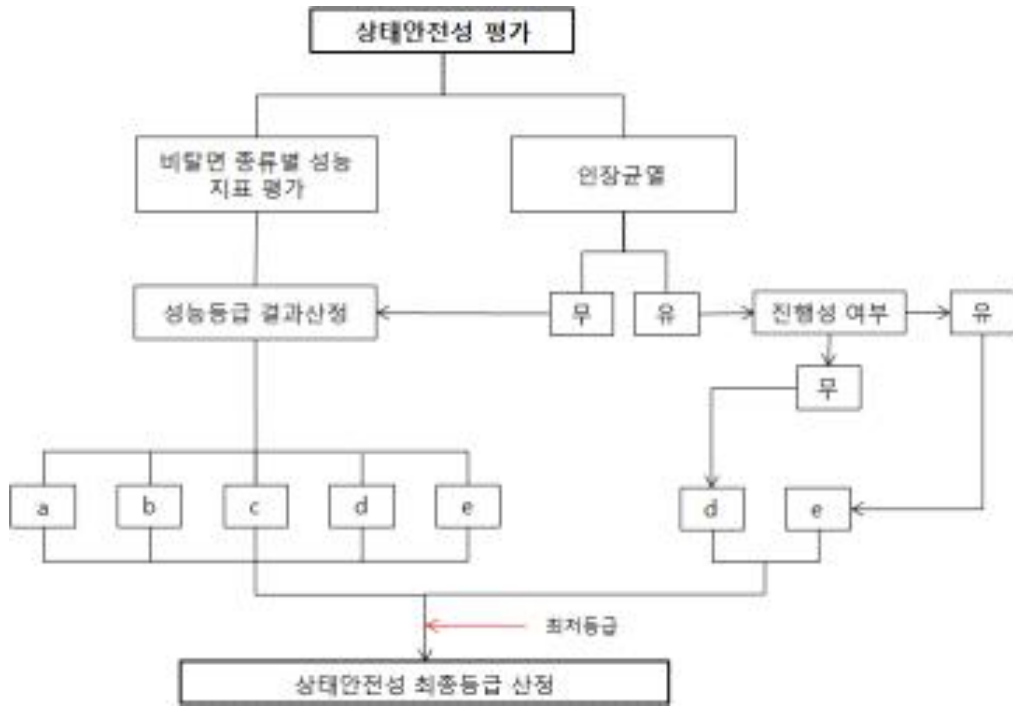 상태안전성 평가
비탈면 종류별 성능
지표 평가
인장균열
성능등급 결과산정
무
유
진행성 여부
유
무
a
b
c
d
e
d
e
최저등급
상태안전성 최종등급 산정